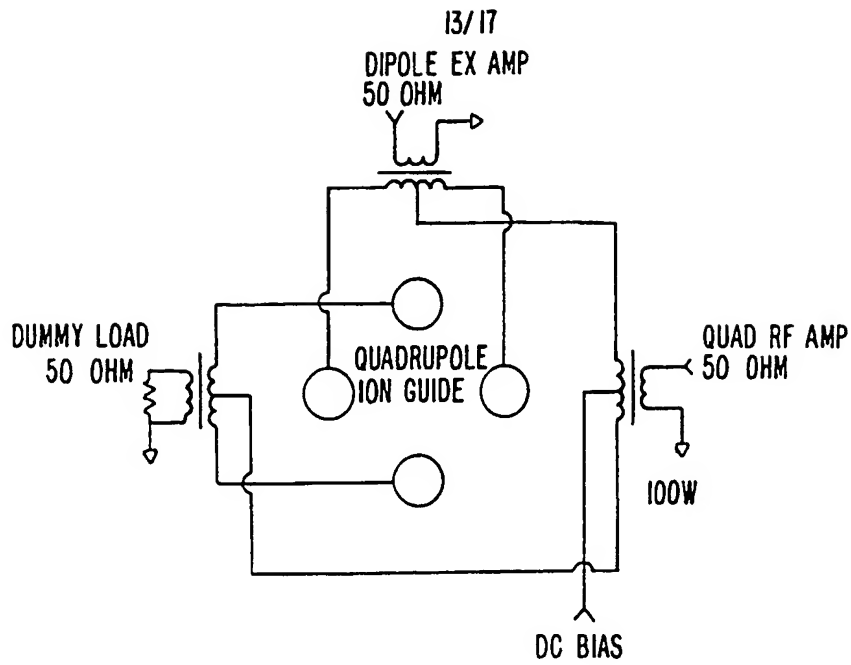 13/17
DIPOLE EX AMP
50 OHM
DUMMY LOAD
50 OHM
QUADRUPOLE
ION GUIDE
QUAD RF AMP
50 OHM
100W
DC BIAS